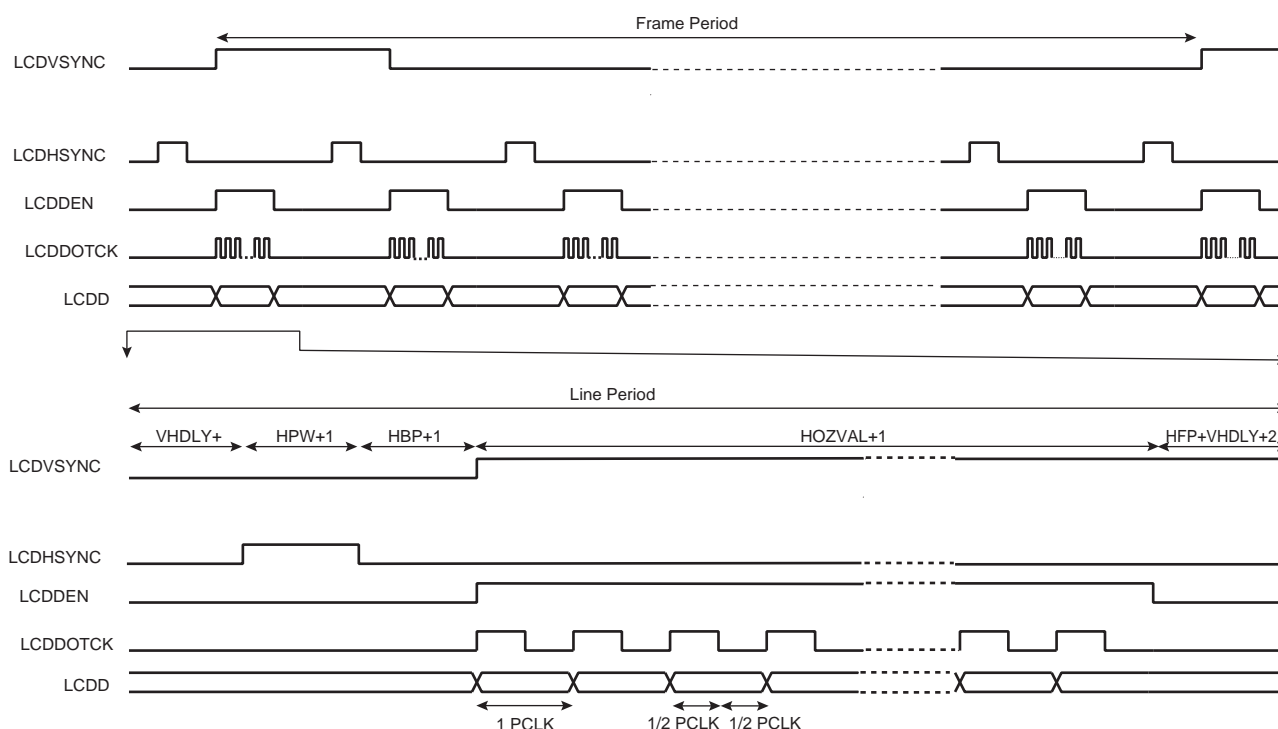 Frame Period
LCDVSYNC
LCDHSYNC
LCDDEN
LCDDOTCK
LCDD
Line Period
VHDLY+ HPW+1 HBP+1 HOZVAL+1 HFP+VHDLY+2
LCDVSYNC
LCDHSYNC
LCDDEN
LCDDOTCK
LCDD
1 PCLK 1/2 PCLK 1/2 PCLK